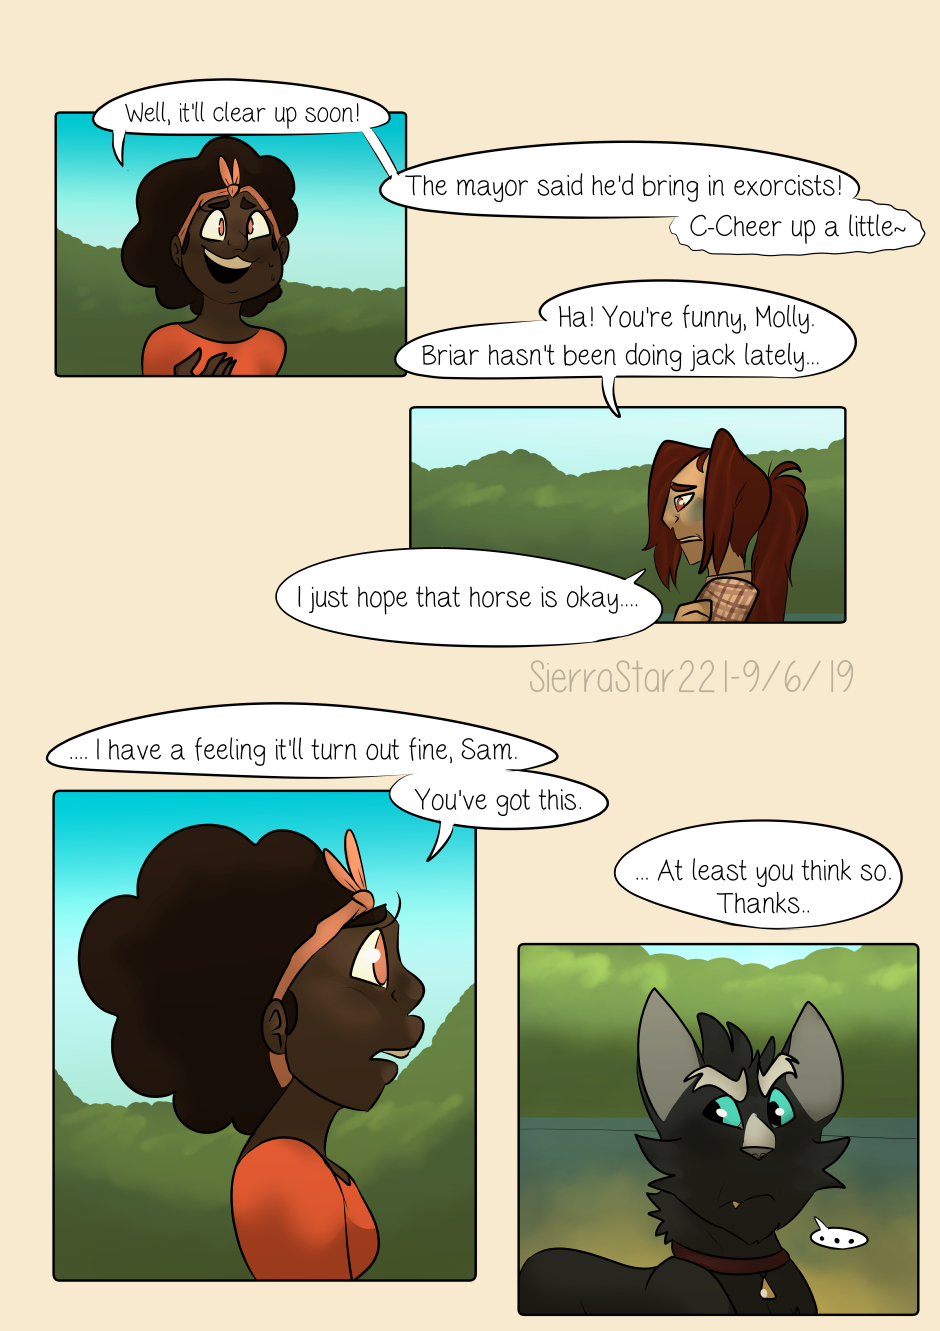 Well, it'll clear up soon!
The mayor said he'd bring in exorcists!
C-Cheer up a little~
Ha! You're funny, Molly.
Briar hasn't been doing jack lately...
I just hope that horse is okay....
SierraStar221-9/6/19
.... I have a feeling it'll turn out fine, Sam.
You've got this.
... At least you think so.
Thanks..
...